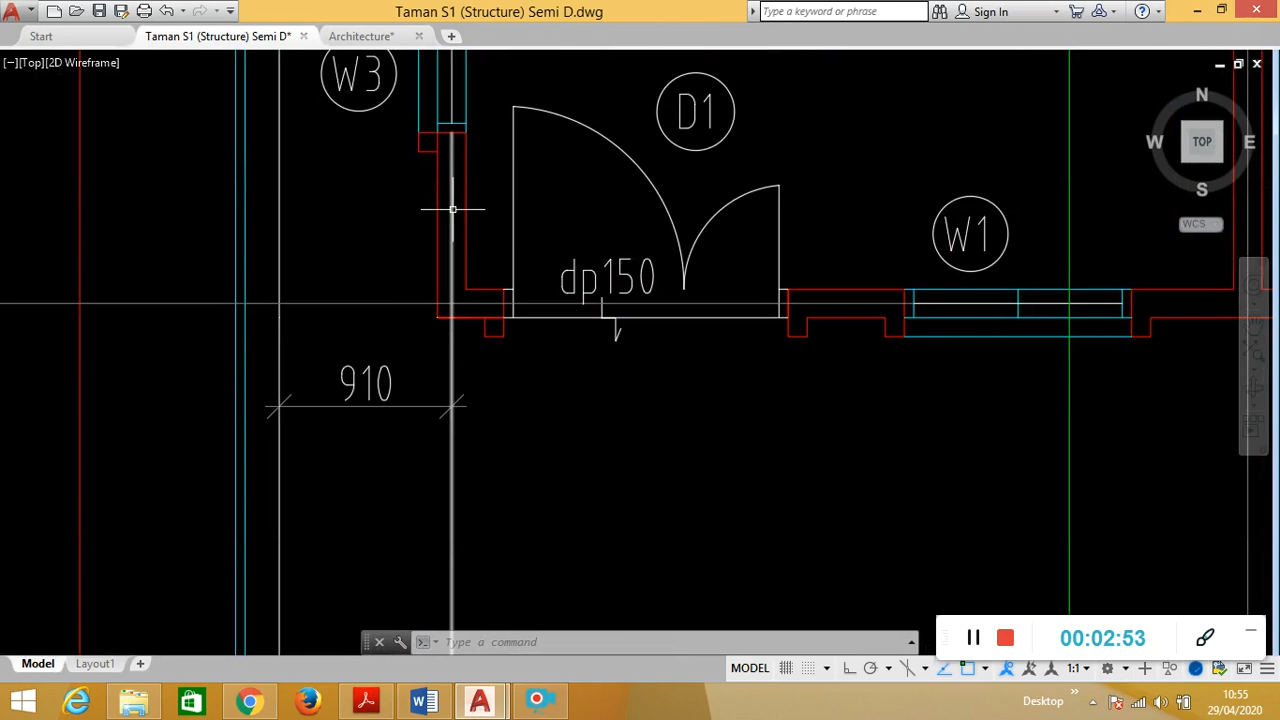 Taman S1 (Structure) Semi D.dwg
Type a keyword or phrase
Sign In
Start
Taman S1 (Structure) Semi D*
Architecture*
[−][Top][2D Wireframe]
W3
D1
W1
dp150
910
N
W
TOP
E
S
WCS
Type a command
00:02:53
Model
Layout1
MODEL
1:1
Desktop
10:55
29/04/2020